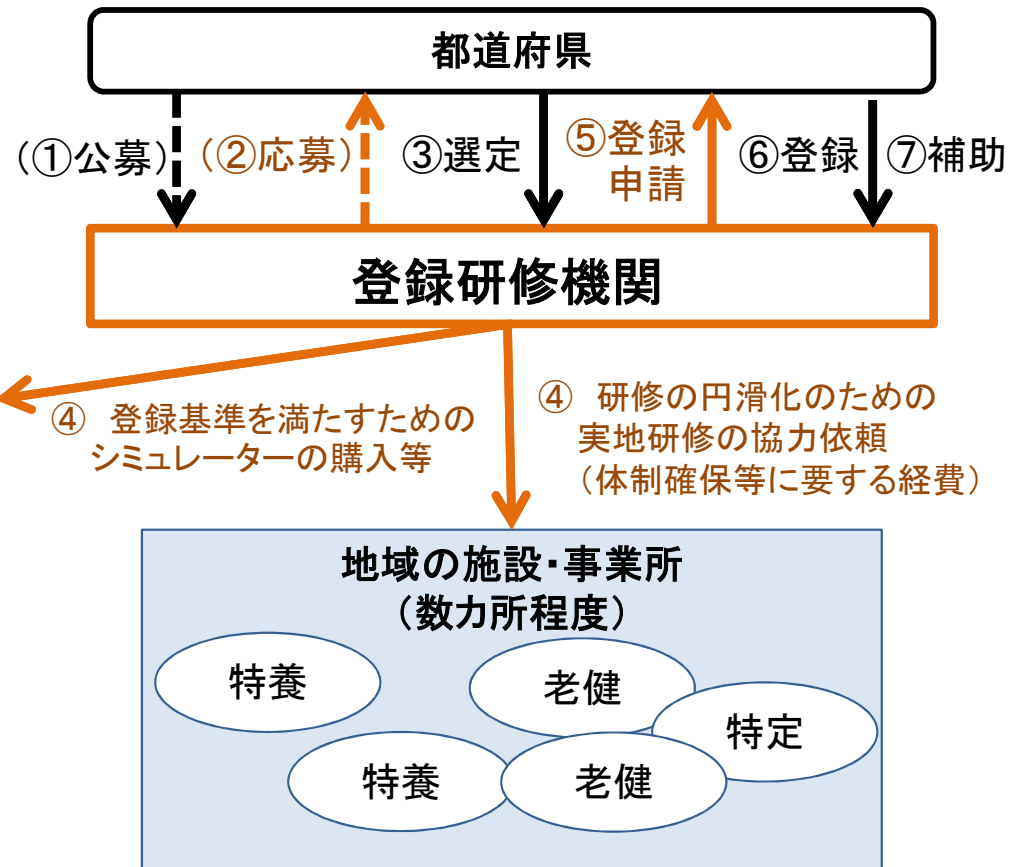 都道府県
(①公募)
(②応募)
③選定
⑤登録
申請
⑥登録
⑦補助
登録研修機関
④ 登録基準を満たすための
シミュレーターの購入等
④ 研修の円滑化のための
実地研修の協力依頼
(体制確保等に要する経費)
地域の施設・事業所
(数カ所程度)
特養
老健
特定
特養
老健